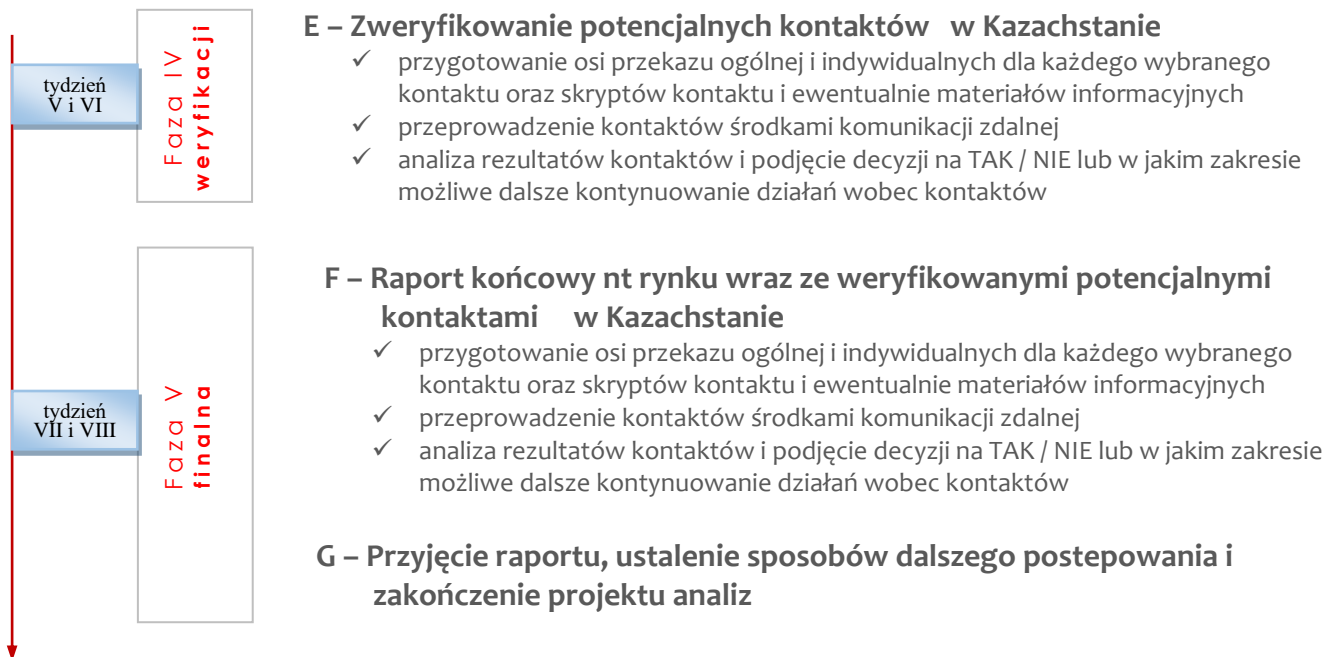 E – Zweryfikowanie potencjalnych kontaktów w Kazachstanie
tydzień
V i VI
Faza IV
weryfikacji
✓ przygotowanie osi przekazu ogólnej i indywidualnych dla każdego wybranego
kontaktu oraz skryptów kontaktu i ewentualnie materiałów informacyjnych
✓ przeprowadzenie kontaktów środkami komunikacji zdalnej
✓ analiza rezultatów kontaktów i podjęcie decyzji na TAK / NIE lub w jakim zakresie
możliwe dalsze kontynuowanie działań wobec kontaktów
F – Raport końcowy nt rynku wraz ze weryfikowanymi potencjalnymi
kontaktami w Kazachstanie
tydzień
VII i VIII
Faza V
finalna
✓ przygotowanie osi przekazu ogólnej i indywidualnych dla każdego wybranego
kontaktu oraz skryptów kontaktu i ewentualnie materiałów informacyjnych
✓ przeprowadzenie kontaktów środkami komunikacji zdalnej
✓ analiza rezultatów kontaktów i podjęcie decyzji na TAK / NIE lub w jakim zakresie
możliwe dalsze kontynuowanie działań wobec kontaktów
G – Przyjęcie raportu, ustalenie sposobów dalszego postepowania i
zakończenie projektu analiz